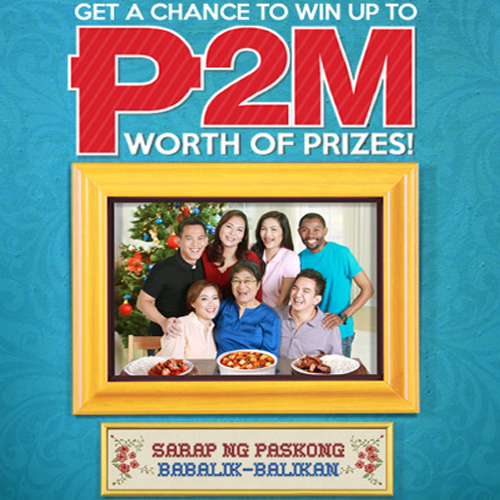 GET A CHANCE TO WIN UP TO
₱2M
WORTH OF PRIZES!
SARAP NG PASKONG
BABALIK-BALIKAN